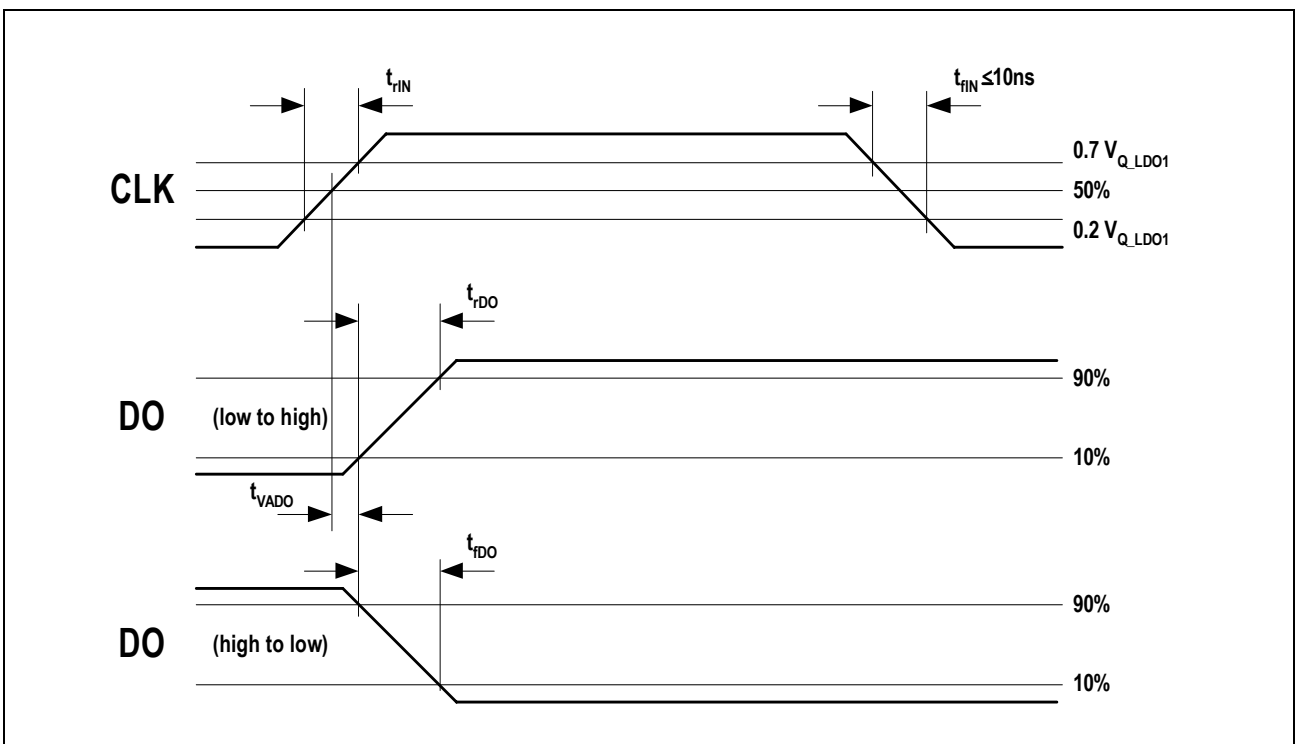 t_rIN
t_fIN ≤10ns
0.7 V_Q_LDO1
CLK
50%
0.2 V_Q_LDO1
t_rDO
90%
DO (low to high)
10%
t_VADO
t_fDO
90%
DO (high to low)
10%